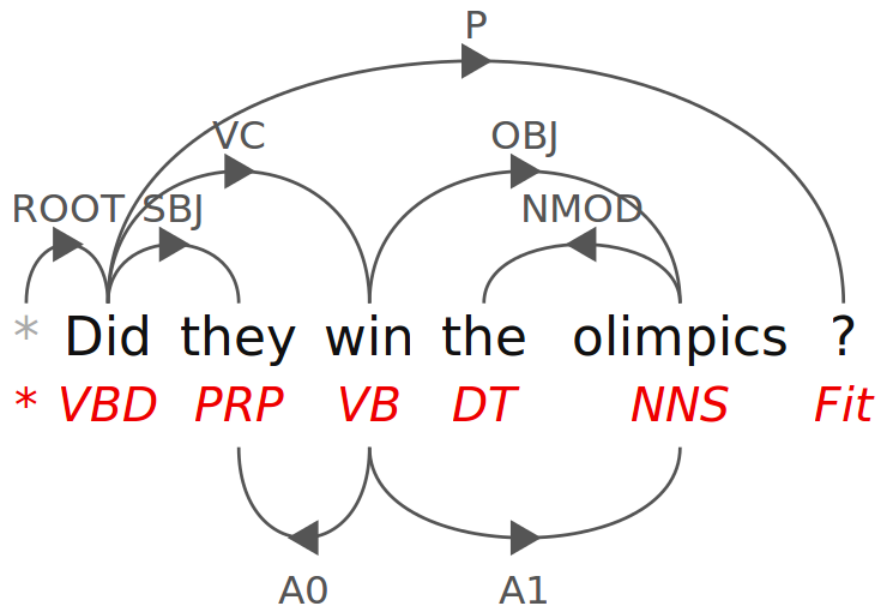 P
VC OBJ
ROOT SBJ NMOD
* Did they win the olimpics ?
* VBD PRP VB DT NNS Fit
A0 A1